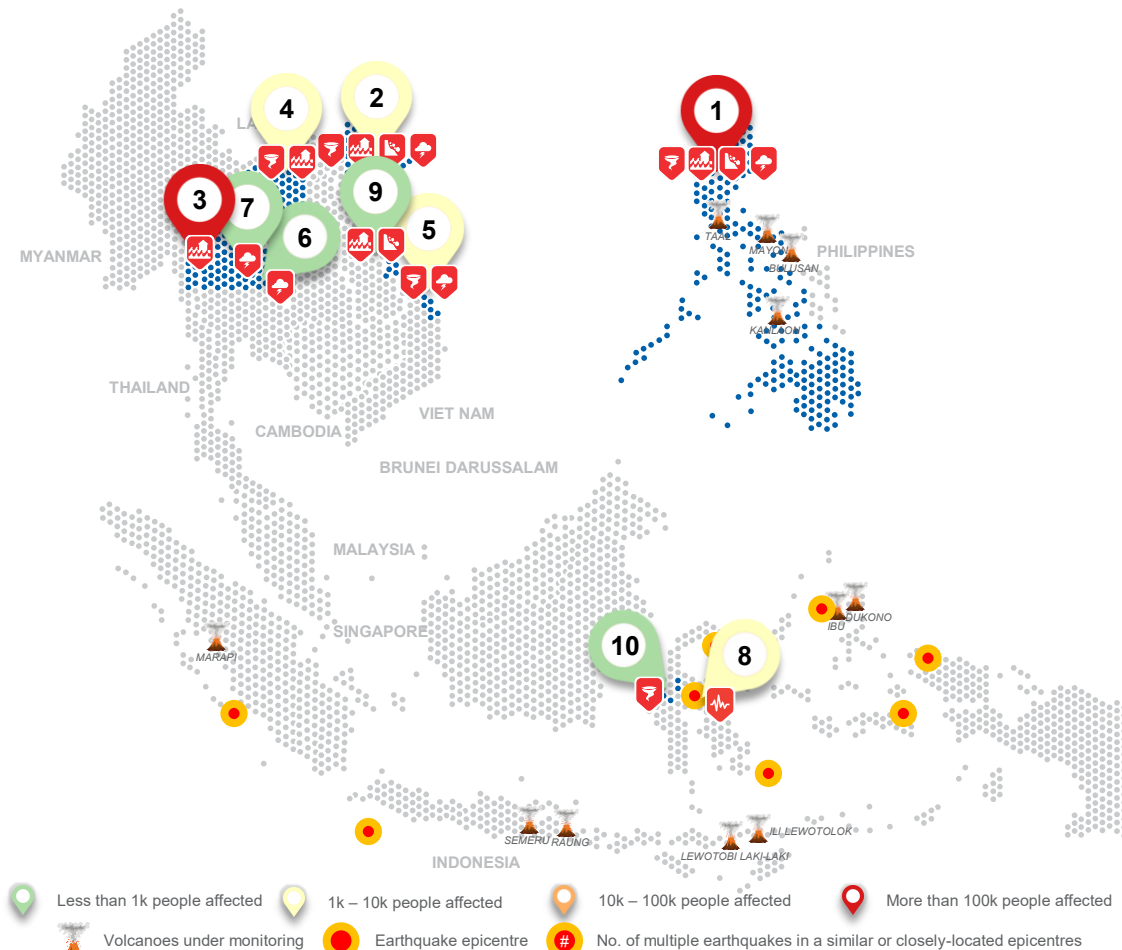 4
2
1
LA
3
7
9
6
5
TAAL
MAYON
BULUSAN
PHILIPPINES
MYANMAR
KANLAON
THAILAND
VIET NAM
CAMBODIA
BRUNEI DARUSSALAM
MALAYSIA
SINGAPORE
MARAPI
10
8
IBU
DUKONO
SEMERU
RAUNG
ILI LEWOTOLOK
LEWOTOBI LAKI-LAKI
INDONESIA
Less than 1k people affected
1k – 10k people affected
10k – 100k people affected
More than 100k people affected
Volcanoes under monitoring
Earthquake epicentre
# No. of multiple earthquakes in a similar or closely-located epicentres